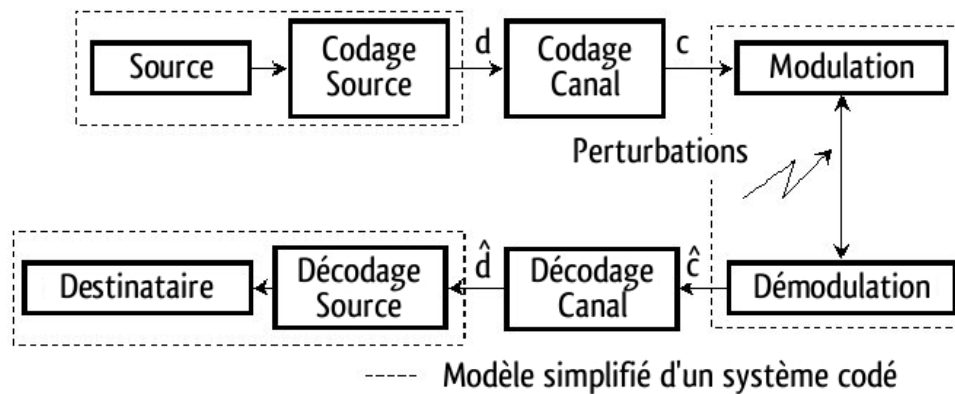 Source
Codage
Source
d
Codage
Canal
c
Modulation
Perturbations
Destinataire
Décodage
Source
d̂
Décodage
Canal
ĉ
Démodulation
Modèle simplifié d'un système codé